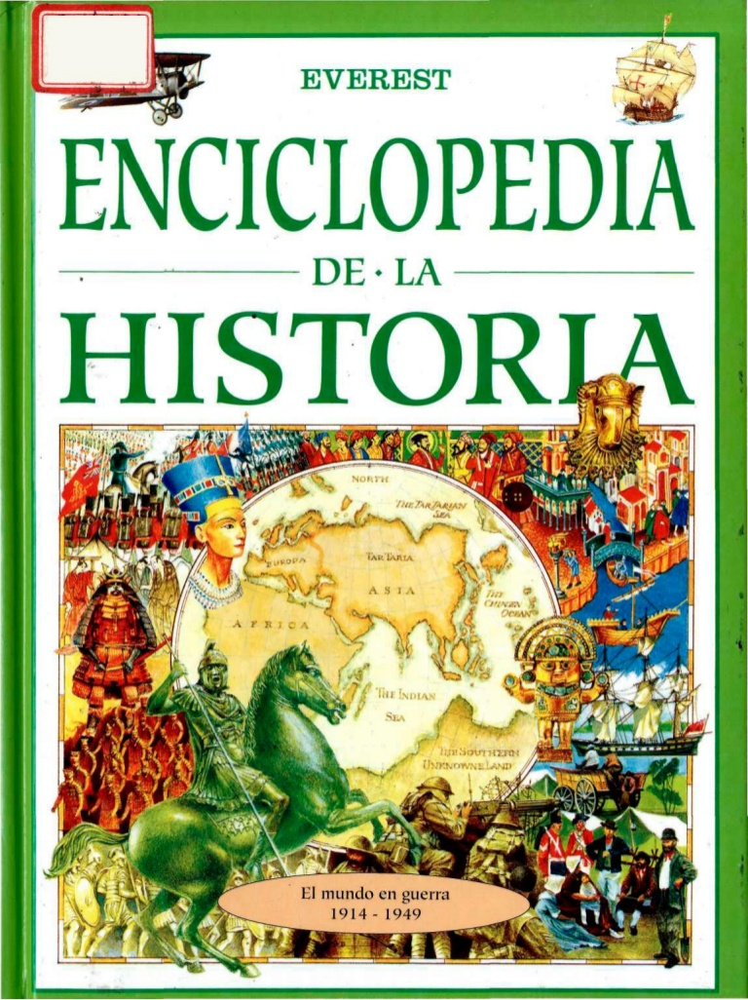 EVEREST
ENCICLOPEDIA
DE • LA
HISTORIA
NORTH
THE TARTARIAN
SEA
EUROPA
TARTARIA
ASIA
THE
CHINEN
OCEAN
AFRICA
THE INDIAN
SEA
THE SOUTHERN
UNKNOWNE LAND
El mundo en guerra
1914 - 1949